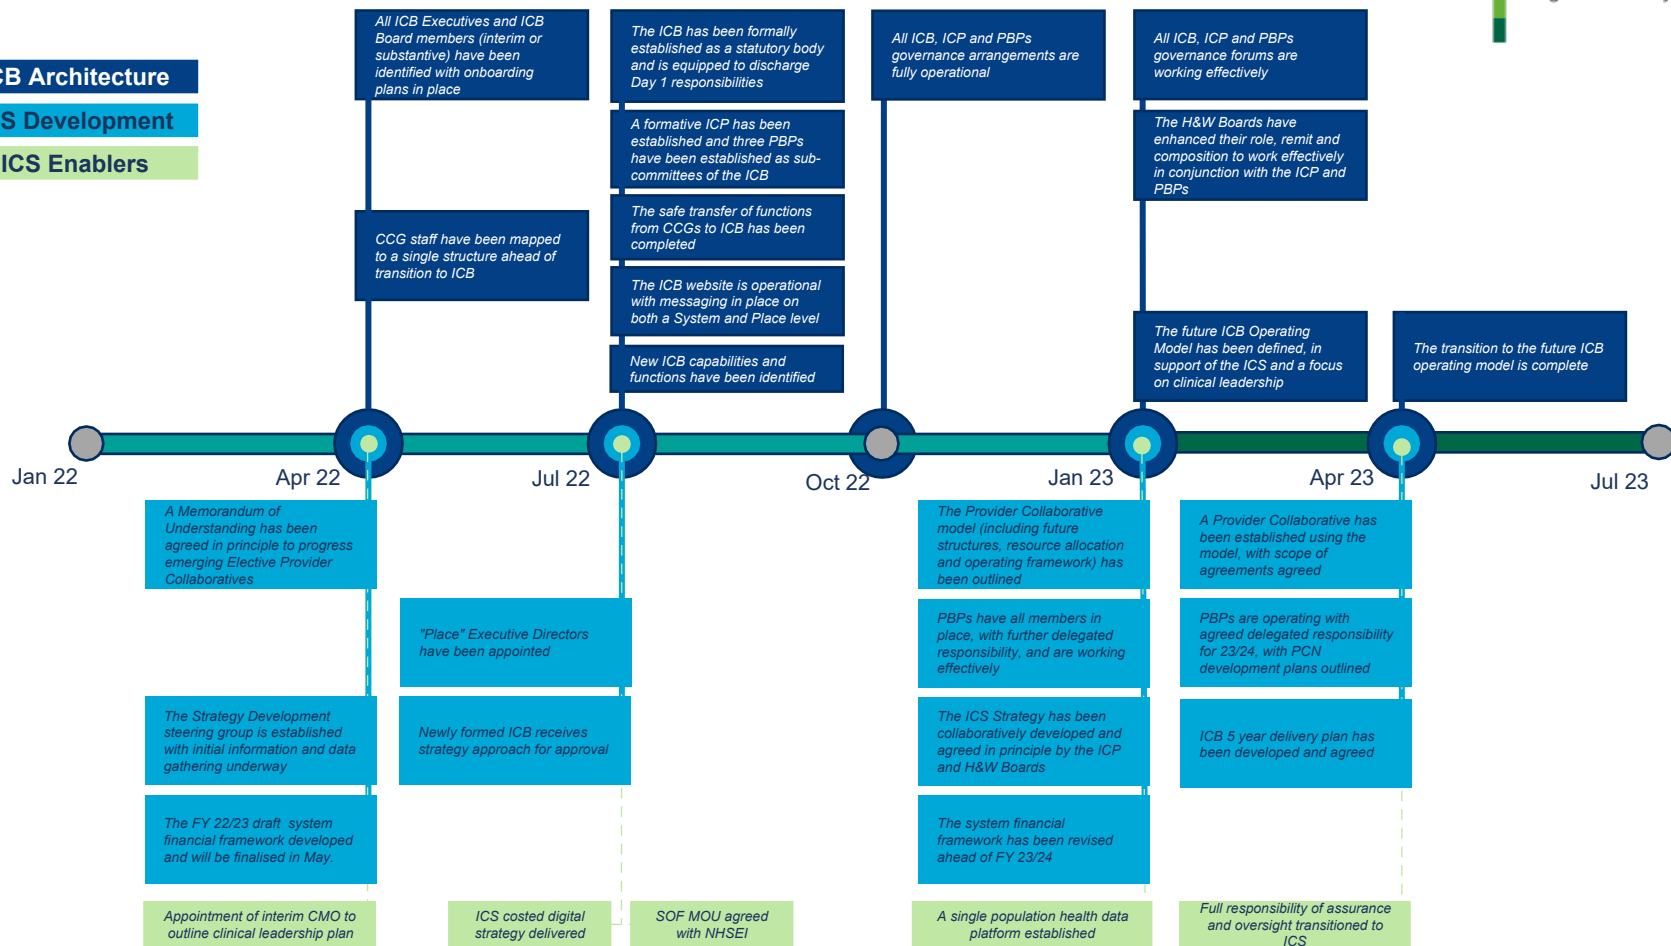 All ICB Executives and ICB
Board members (interim or
substantive) have been
identified with onboarding
plans in place
The ICB has been formally
established as a statutory body
and is equipped to discharge
Day 1 responsibilities
All ICB, ICP and PBPs
governance arrangements are
fully operational
All ICB, ICP and PBPs
governance forums are
working effectively
CB Architecture
S Development
ICS Enablers
A formative ICP has been
established and three PBPs
have been established as sub-
committees of the ICB
The H&W Boards have
enhanced their role, remit and
composition to work effectively
in conjunction with the ICP and
PBPs
CCG staff have been mapped
to a single structure ahead of
transition to ICB
The safe transfer of functions
from CCGs to ICB has been
completed
The ICB website is operational
with messaging in place on
both a System and Place level
New ICB capabilities and
functions have been identified
The future ICB Operating
Model has been defined, in
support of the ICS and a focus
on clinical leadership
The transition to the future ICB
operating model is complete
Jan 22
Apr 22
Jul 22
Oct 22
Jan 23
Apr 23
Jul 23
A Memorandum of
Understanding has been
agreed in principle to progress
emerging Elective Provider
Collaboratives
The Provider Collaborative
model (including future
structures, resource allocation
and operating framework) has
been outlined
A Provider Collaborative has
been established using the
model, with scope of
agreements agreed
"Place" Executive Directors
have been appointed
PBPs have all members in
place, with further delegated
responsibility, and are working
effectively
PBPs are operating with
agreed delegated responsibility
for 23/24, with PCN
development plans outlined
The Strategy Development
steering group is established
with initial information and data
gathering underway
Newly formed ICB receives
strategy approach for approval
The ICS Strategy has been
collaboratively developed and
agreed in principle by the ICP
and H&W Boards
ICB 5 year delivery plan has
been developed and agreed
The FY 22/23 draft system
financial framework developed
and will be finalised in May.
The system financial
framework has been revised
ahead of FY 23/24
Appointment of interim CMO to
outline clinical leadership plan
ICS costed digital
strategy delivered
SOF MOU agreed
with NHSEI
A single population health data
platform established
Full responsibility of assurance
and oversight transitioned to
ICS